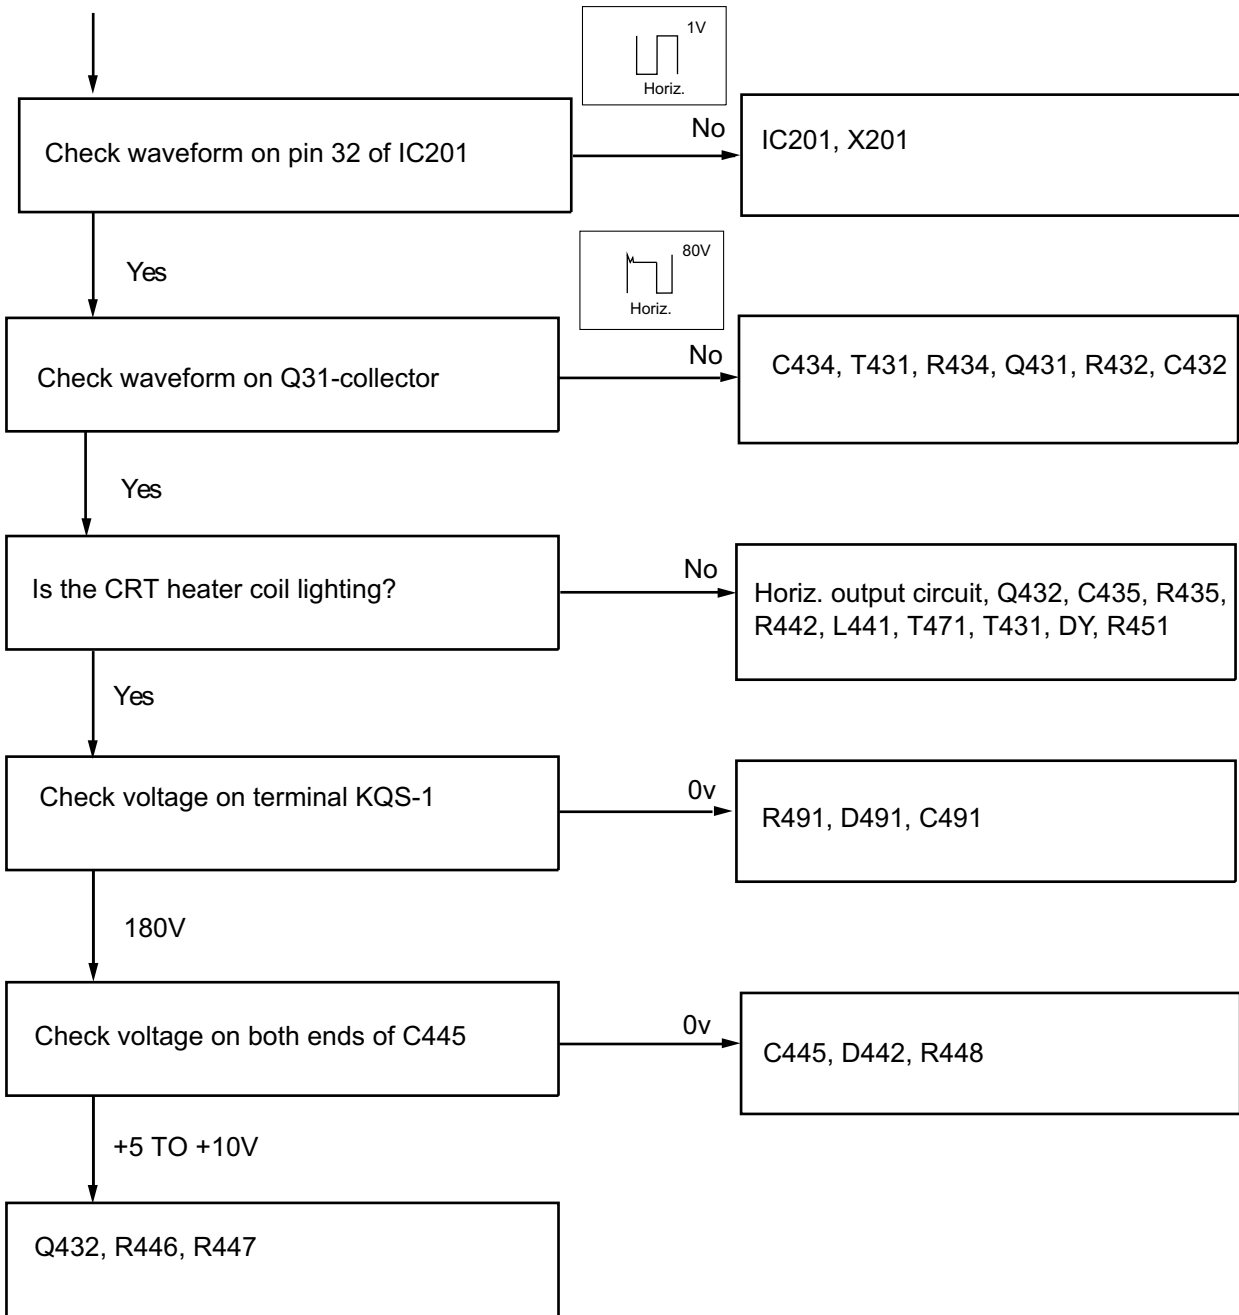 1V
Horiz.
Check waveform on pin 32 of IC201
No
IC201, X201
Yes
80V
Horiz.
Check waveform on Q31-collector
No
C434, T431, R434, Q431, R432, C432
Yes
Is the CRT heater coil lighting?
No
Horiz. output circuit, Q432, C435, R435,
R442, L441, T471, T431, DY, R451
Yes
Check voltage on terminal KQS-1
0v
R491, D491, C491
180V
Check voltage on both ends of C445
0v
C445, D442, R448
+5 TO +10V
Q432, R446, R447